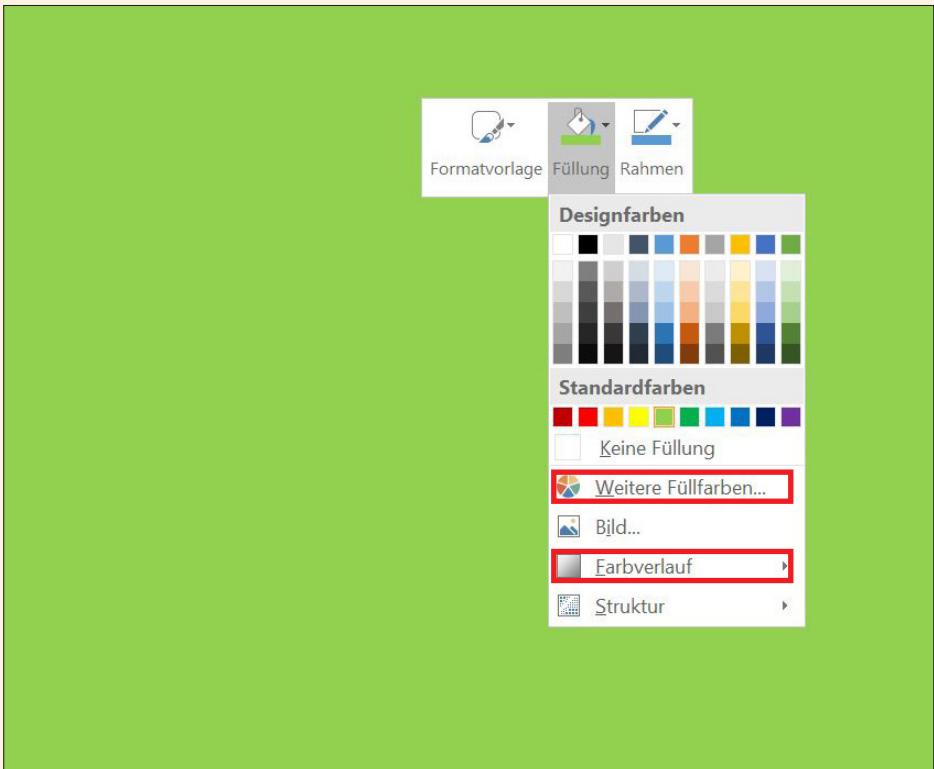 Formatvorlage Füllung Rahmen
Designfarben
Standardfarben
Keine Füllung
Weitere Füllfarben...
Bild...
Farbverlauf
Struktur